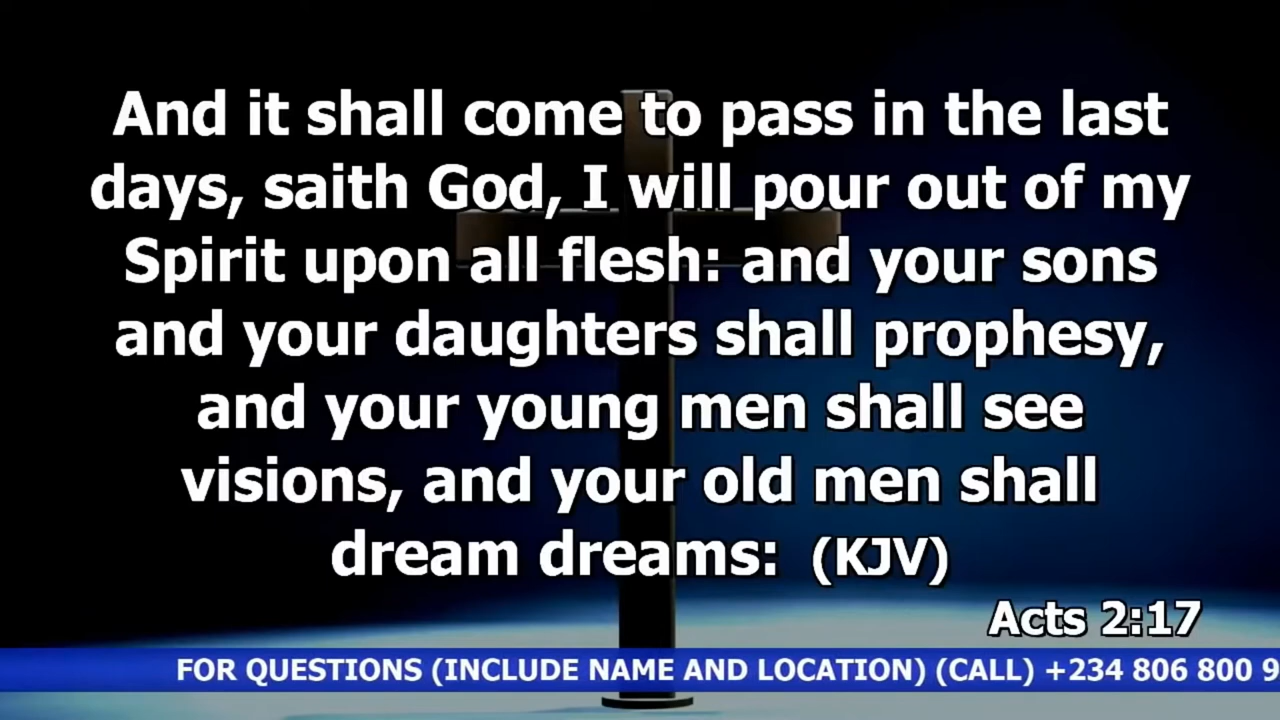 And it shall come to pass in the last
days, saith God, I will pour out of my
Spirit upon all flesh: and your sons
and your daughters shall prophesy,
and your young men shall see
visions, and your old men shall
dream dreams: (KJV)
Acts 2:17
FOR QUESTIONS (INCLUDE NAME AND LOCATION) (CALL) +234 806 800 9